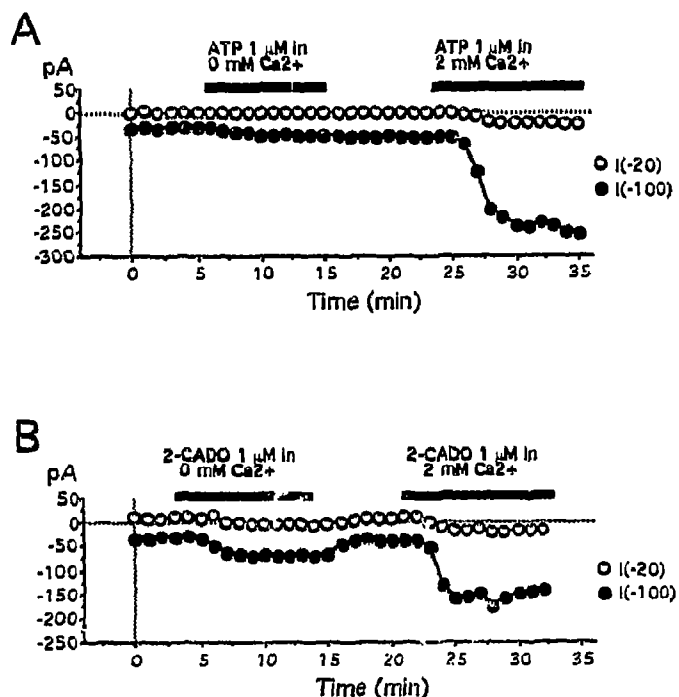 A
ATP 1 μM in
0 mM Ca2+
ATP 1 μM in
2 mM Ca2+
pA
50
0
-50
-100
-150
-200
-250
-300
I(-20)
I(-100)
0 5 10 15 20 25 30 35
Time (min)
B
2-CADO 1 μM in
0 mM Ca2+
2-CADO 1 μM in
2 mM Ca2+
pA
50
0
-50
-100
-150
-200
-250
I(-20)
I(-100)
0 5 10 15 20 25 30 35
Time (min)